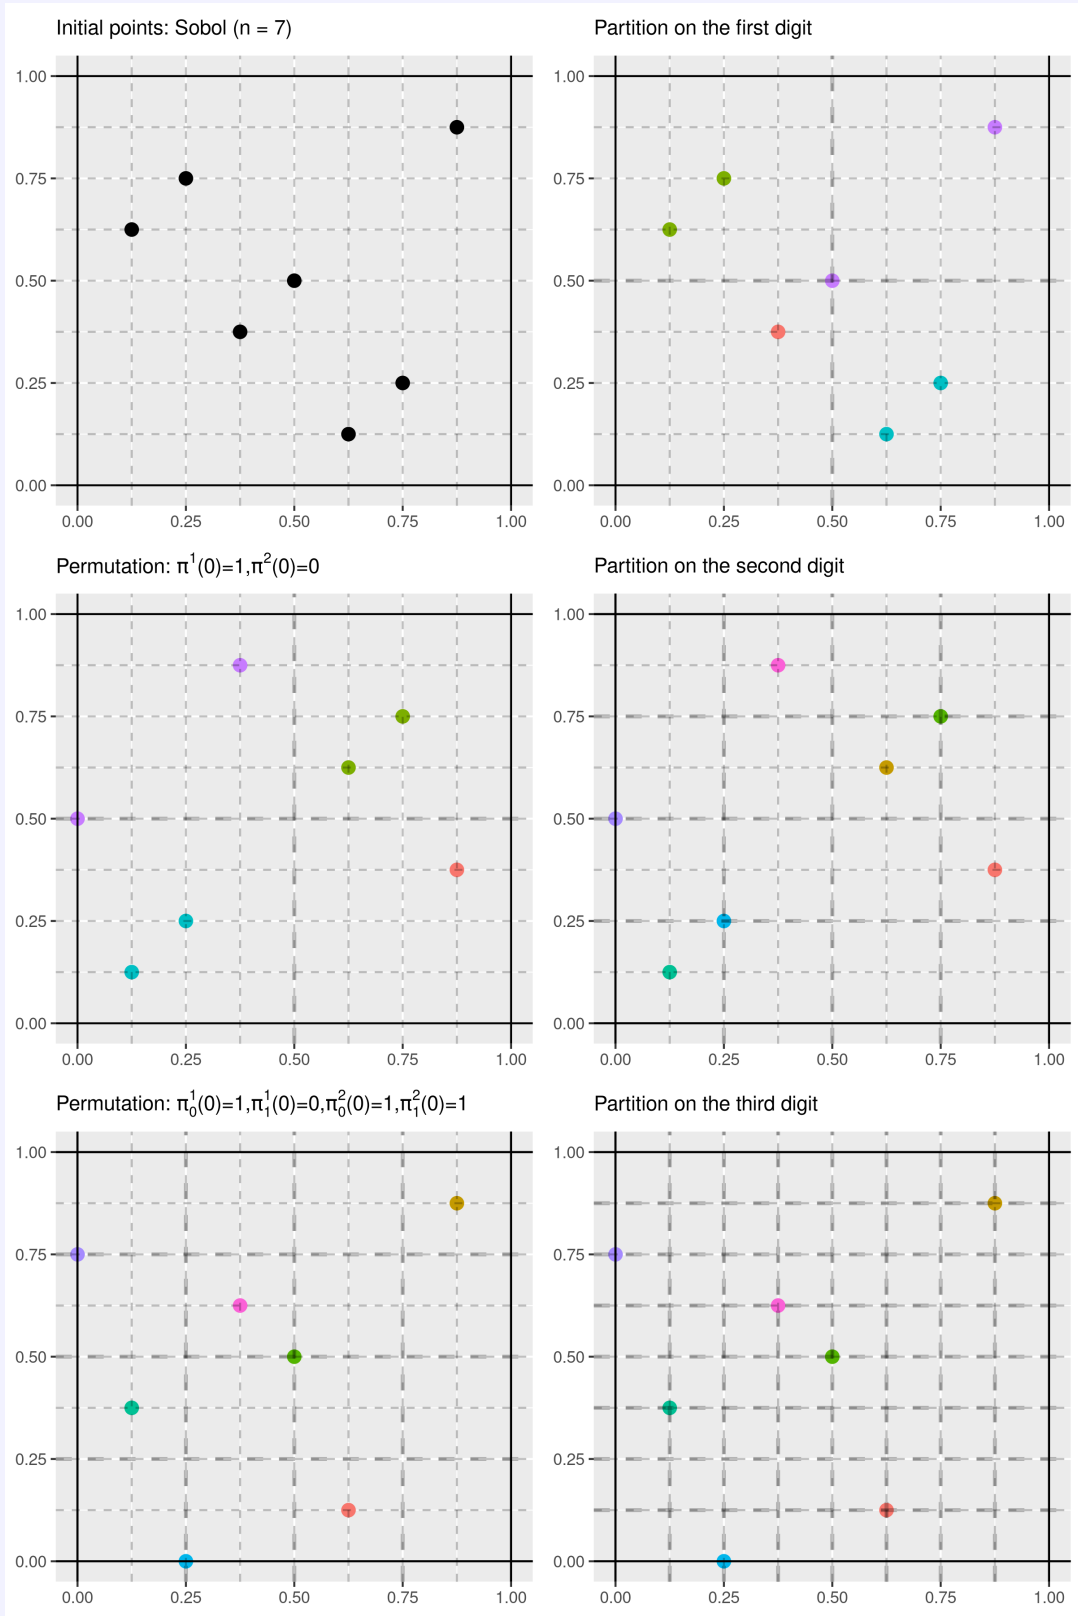 Initial points: Sobol (n = 7)
1.00
0.75
0.50
0.25
0.00
0.00 0.25 0.50 0.75 1.00
Partition on the first digit
1.00
0.75
0.50
0.25
0.00
0.00 0.25 0.50 0.75 1.00
Permutation: π¹(0)=1,π²(0)=0
1.00
0.75
0.50
0.25
0.00
0.00 0.25 0.50 0.75 1.00
Partition on the second digit
1.00
0.75
0.50
0.25
0.00
0.00 0.25 0.50 0.75 1.00
Permutation: π₀¹(0)=1,π₁¹(0)=0,π₀²(0)=1,π₁²(0)=1
1.00
0.75
0.50
0.25
0.00
0.00 0.25 0.50 0.75 1.00
Partition on the third digit
1.00
0.75
0.50
0.25
0.00
0.00 0.25 0.50 0.75 1.00